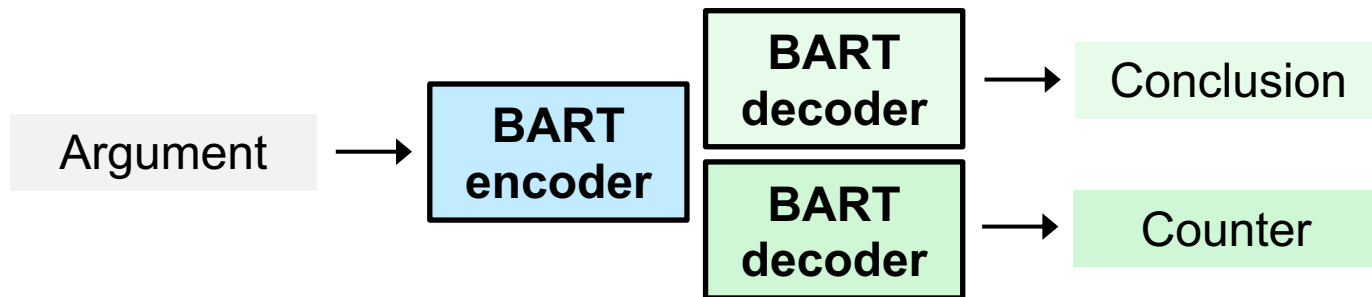 Argument
BART
encoder
BART
decoder
Conclusion
BART
decoder
Counter